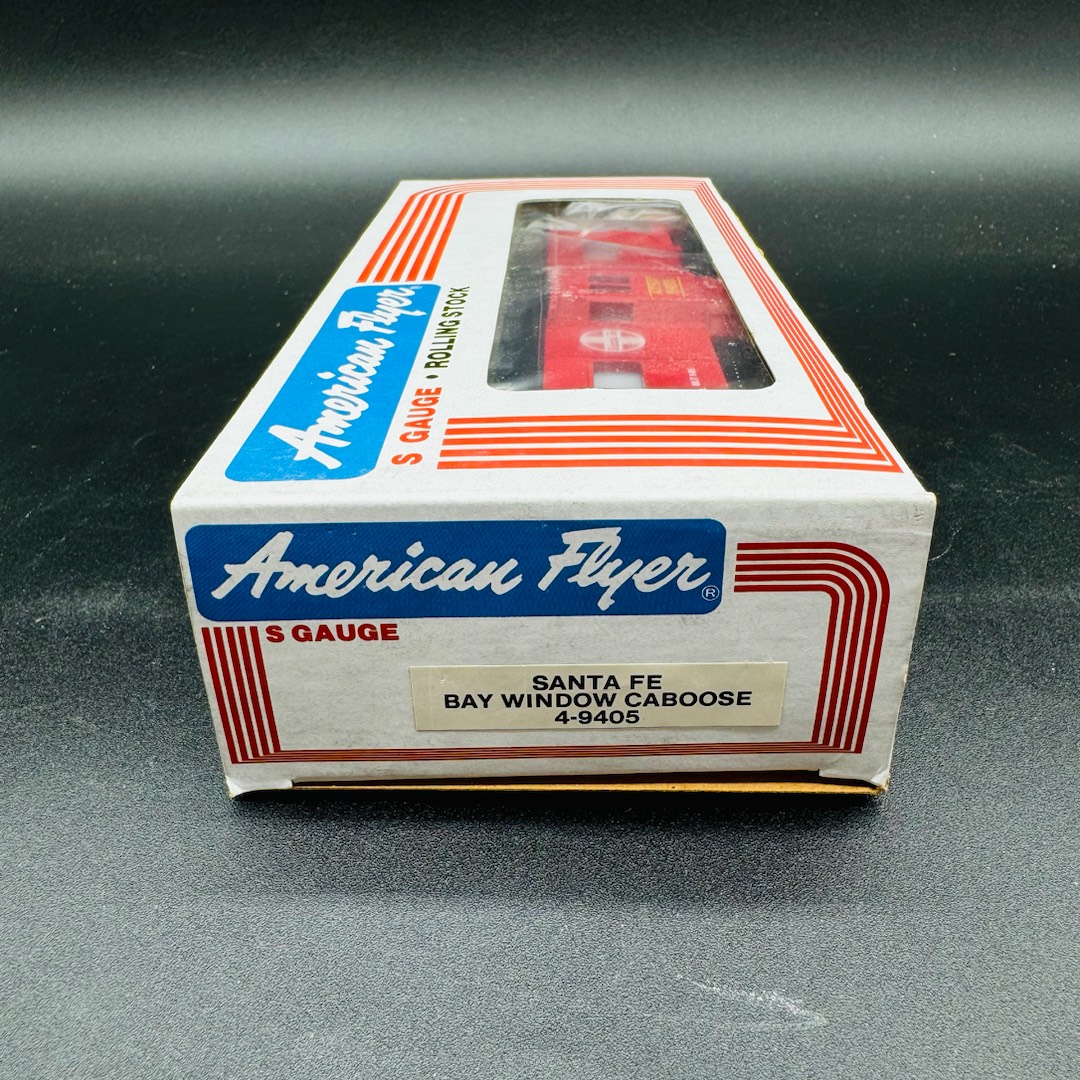 American Flyer
S GAUGE • ROLLING STOCK
American Flyer®
S GAUGE
SANTA FE
BAY WINDOW CABOOSE
4-9405